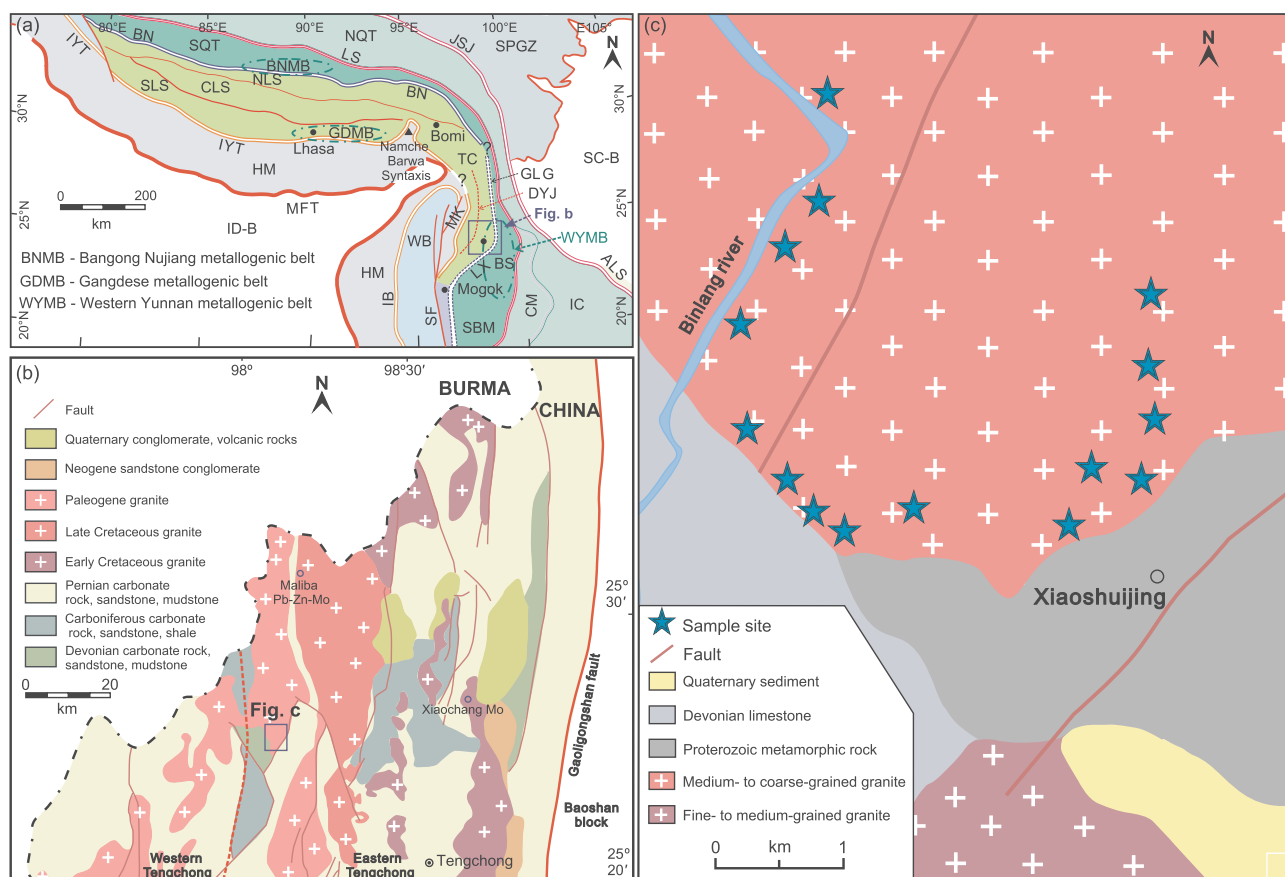 (a)
80°E
85°E
90°E
95°E
100°E
E105°
IYT
BN
SQT
NQT
LS
JSJ
SPGZ
N
BNMB
NLS
SLS
CLS
BN
30°N
30°N
GDMB
Bomi
IYT
Lhasa
Namche
Barwa
Syntaxis
TC
?
?
SC-B
HM
GLG
0
200
km
MFT
DYJ
25°N
25°N
ID-B
MK
Fig. b
WB
WYMB
BNMB - Bangong Nujiang metallogenic belt
HM
LX
BS
ALS
GDMB - Gangdese metallogenic belt
Mogok
WYMB - Western Yunnan metallogenic belt
IB
SF
SBM
CM
IC
20°N
20°N
(b)
98°
98°30'
N
BURMA
CHINA
Fault
Quaternary conglomerate, volcanic rocks
Neogene sandstone conglomerate
Paleogene granite
Late Cretaceous granite
Early Cretaceous granite
Pernian carbonate
rock, sandstone, mudstone
Carboniferous carbonate
rock, sandstone, shale
Devonian carbonate rock,
sandstone, mudstone
0
20
km
Maliba
Pb-Zn-Mo
25°
30'
Fig. c
Xiaochang Mo
Gaoligongshan fault
Baoshan
block
Western
Tengchong
Eastern
Tengchong
Tengchong
25°
20'
(c)
N
Binlang river
Xiaoshuijing
Sample site
Fault
Quaternary sediment
Devonian limestone
Proterozoic metamorphic rock
Medium- to coarse-grained granite
Fine- to medium-grained granite
0
km
1